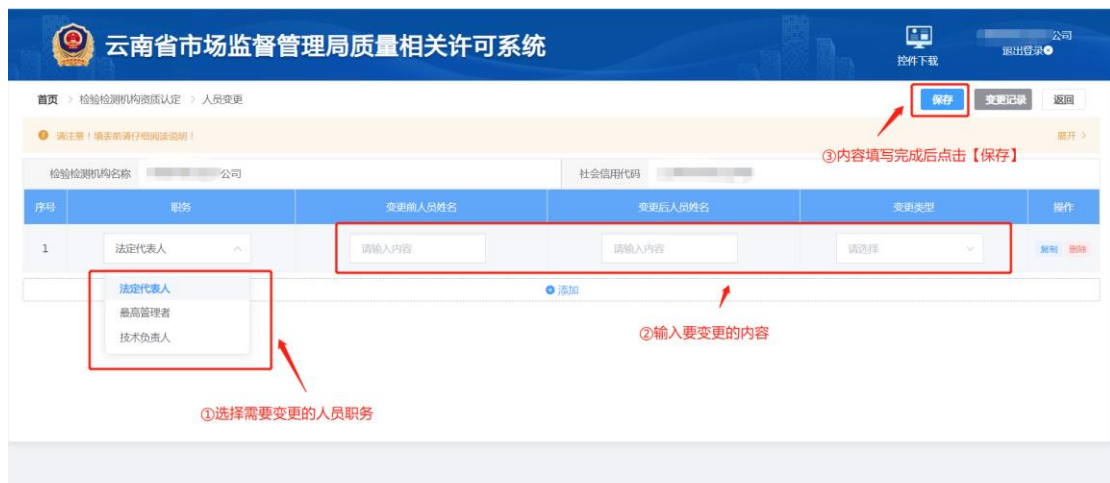 云南省市场监督管理局质量相关许可系统
控件下载
公司
退出登录
首页 > 检验检测机构资质认定 > 人员变更
保存 变更记录 返回
请注意！填表前请仔细阅读说明！ 展开 >
③内容填写完成后点击【保存】
检验检测机构名称 公司 社会信用代码
序号 职务 变更前人员姓名 变更后人员姓名 变更类型 操作
1 法定代表人 请输入内容 请输入内容 请选择 复制 删除
添加
法定代表人
最高管理者
技术负责人
②输入要变更的内容
①选择需要变更的人员职务